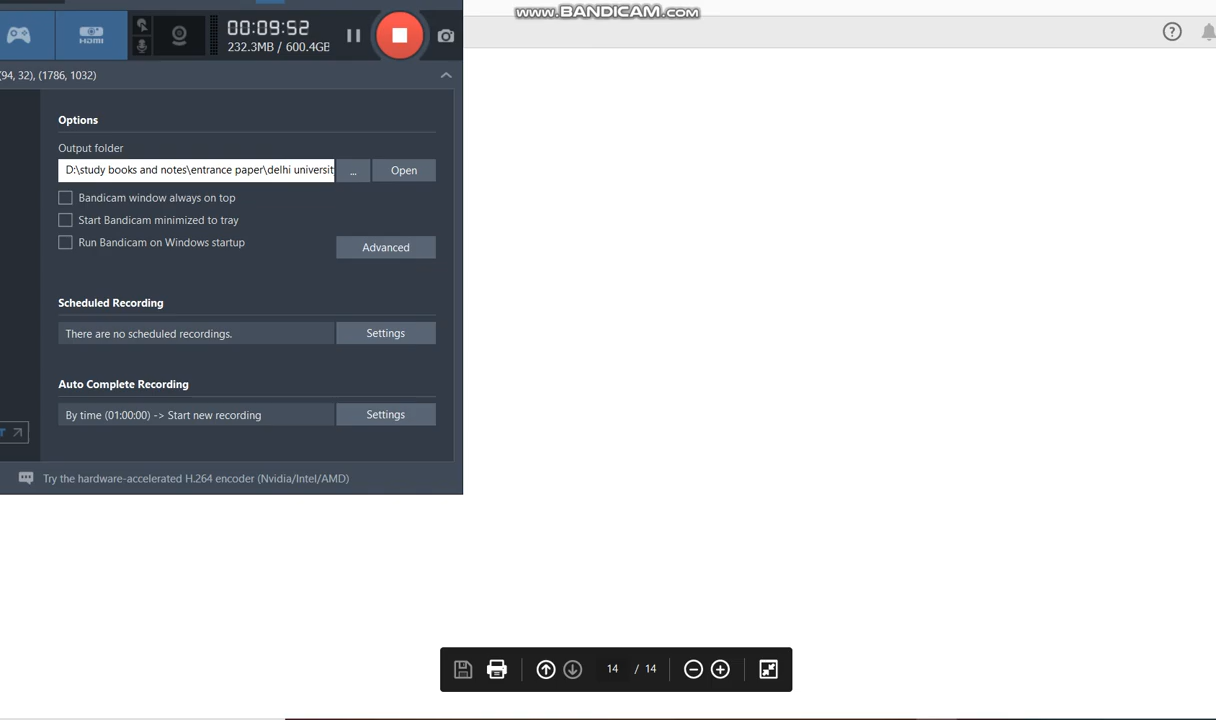 www.BANDICAM.com
HDMI
00:09:52
232.3MB / 600.4GB
(94, 32), (1786, 1032)
Options
Output folder
D:\study books and notes\entrance paper\delhi universit
...
Open
Bandicam window always on top
Start Bandicam minimized to tray
Run Bandicam on Windows startup
Advanced
Scheduled Recording
There are no scheduled recordings.
Settings
Auto Complete Recording
By time (01:00:00) -> Start new recording
Settings
Try the hardware-accelerated H.264 encoder (Nvidia/Intel/AMD)
14 / 14